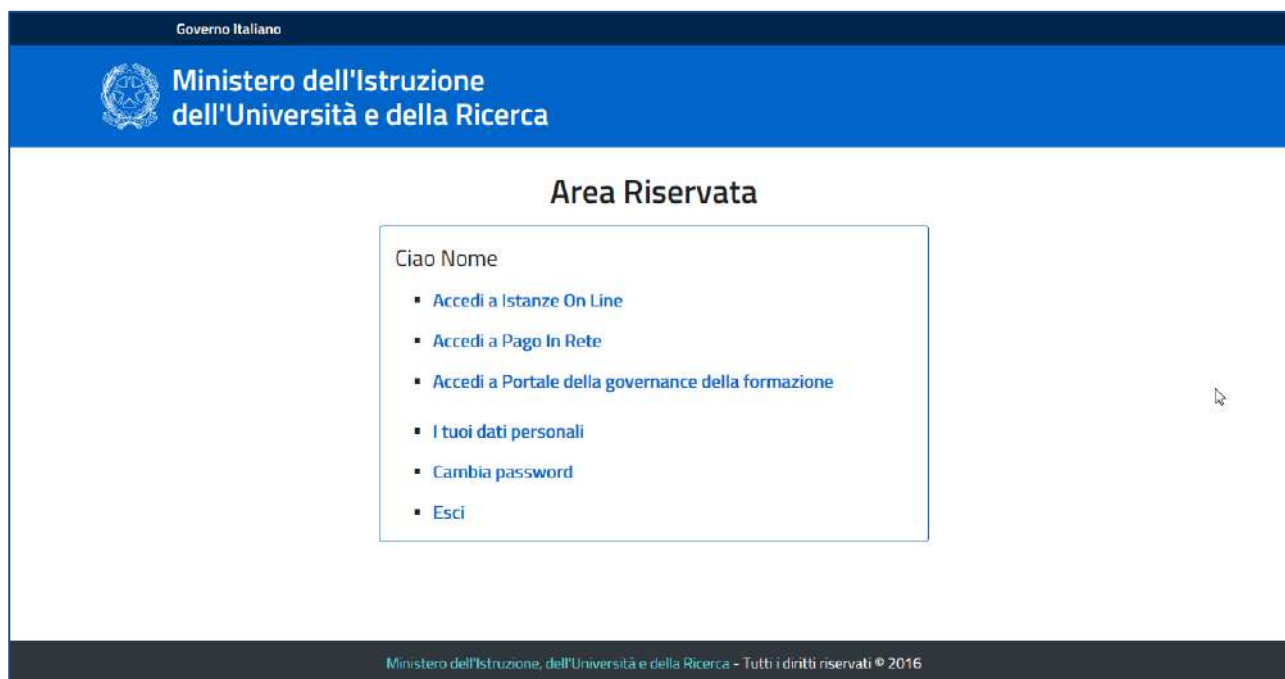 Governo Italiano
Ministero dell'Istruzione
dell'Università e della Ricerca
Area Riservata
Ciao Nome
Accedi a Istanze On Line
Accedi a Pago In Rete
Accedi a Portale della governance della formazione
I tuoi dati personali
Cambia password
Esci
Ministero dell'Istruzione, dell'Università e della Ricerca - Tutti i diritti riservati © 2016